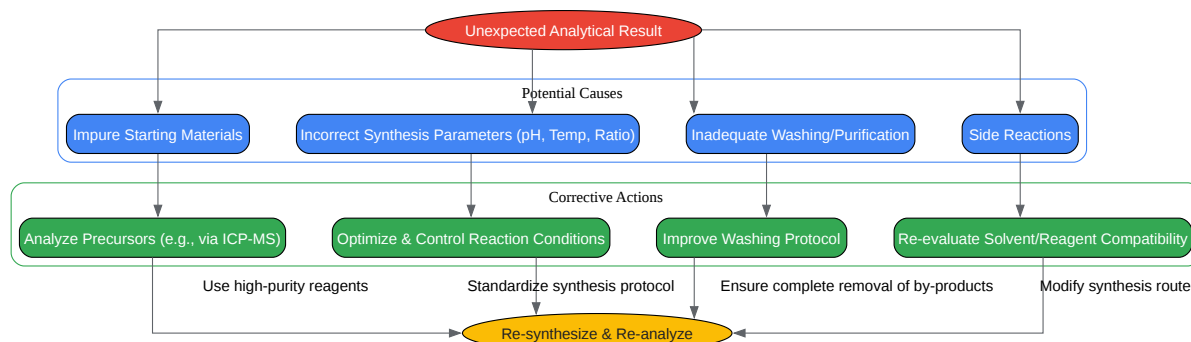 Unexpected Analytical Result
Potential Causes
Impure Starting Materials
Incorrect Synthesis Parameters (pH, Temp, Ratio)
Inadequate Washing/Purification
Side Reactions
Corrective Actions
Analyze Precursors (e.g., via ICP-MS)
Optimize & Control Reaction Conditions
Improve Washing Protocol
Re-evaluate Solvent/Reagent Compatibility
Use high-purity reagents
Standardize synthesis protocol
Ensure complete removal of by-products
Modify synthesis route
Re-synthesize & Re-analyze